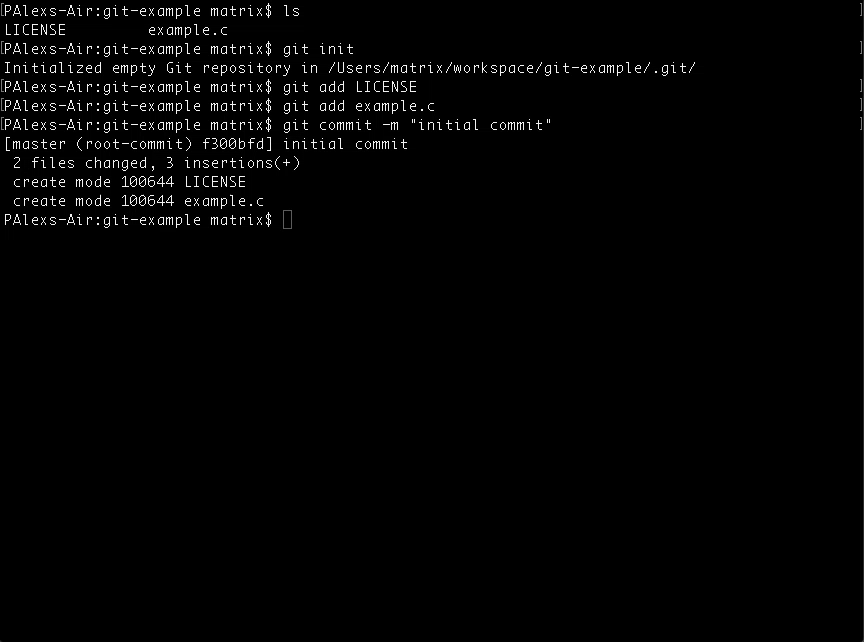 [PAlexs-Air:git-example matrix$ ls ]
LICENSE         example.c
[PAlexs-Air:git-example matrix$ git init ]
Initialized empty Git repository in /Users/matrix/workspace/git-example/.git/
[PAlexs-Air:git-example matrix$ git add LICENSE ]
[PAlexs-Air:git-example matrix$ git add example.c ]
[PAlexs-Air:git-example matrix$ git commit -m "initial commit" ]
[master (root-commit) f300bfd] initial commit
 2 files changed, 3 insertions(+)
 create mode 100644 LICENSE
 create mode 100644 example.c
PAlexs-Air:git-example matrix$